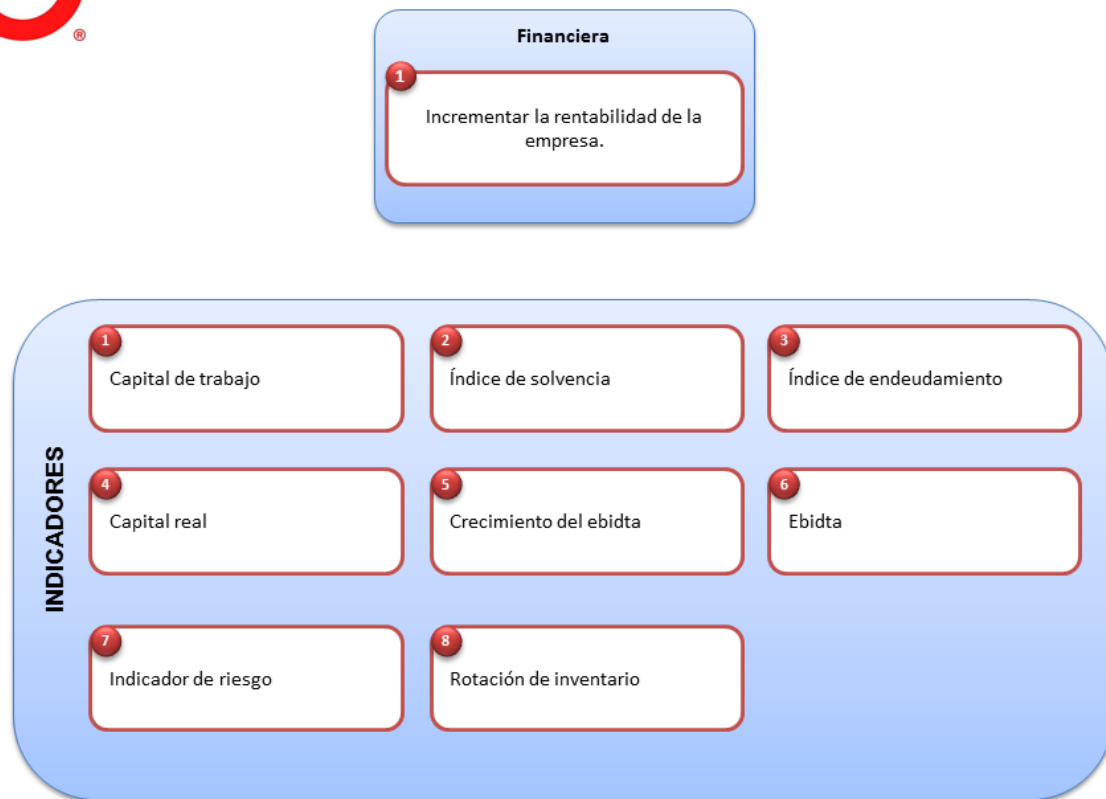 ®
Financiera
1
Incrementar la rentabilidad de la
empresa.
INDICADORES
1
Capital de trabajo
2
Índice de solvencia
3
Índice de endeudamiento
4
Capital real
5
Crecimiento del ebidta
6
Ebidta
7
Indicador de riesgo
8
Rotación de inventario